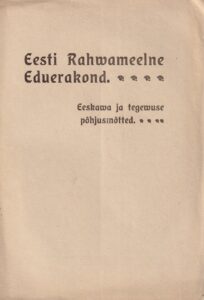 Eesti Rahwameelne
Eduerakond.
Eeskawa ja tegewuse
põhjusmõtted.